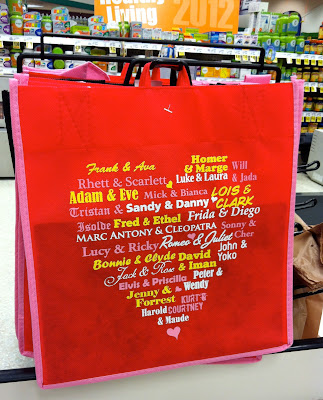 Healthy
Living 2012
Frank & Ava
Homer
& Marge
Will
& Jada
Rhett & Scarlett
Luke & Laura
Adam & Eve
Mick & Bianca
LOIS &
CLARK
Tristan &
Isolde
Sandy & Danny
Fred & Ethel
Frida & Diego
MARC ANTONY & CLEOPATRA
Sonny &
Cher
Lucy & Ricky
Romeo & Juliet
John &
Yoko
Bonnie & Clyde
David
& Iman
Jack & Rose
Elvis & Priscilla
Peter &
Wendy
Jenny &
Forrest
KURT &
COURTNEY
Harold
& Maude